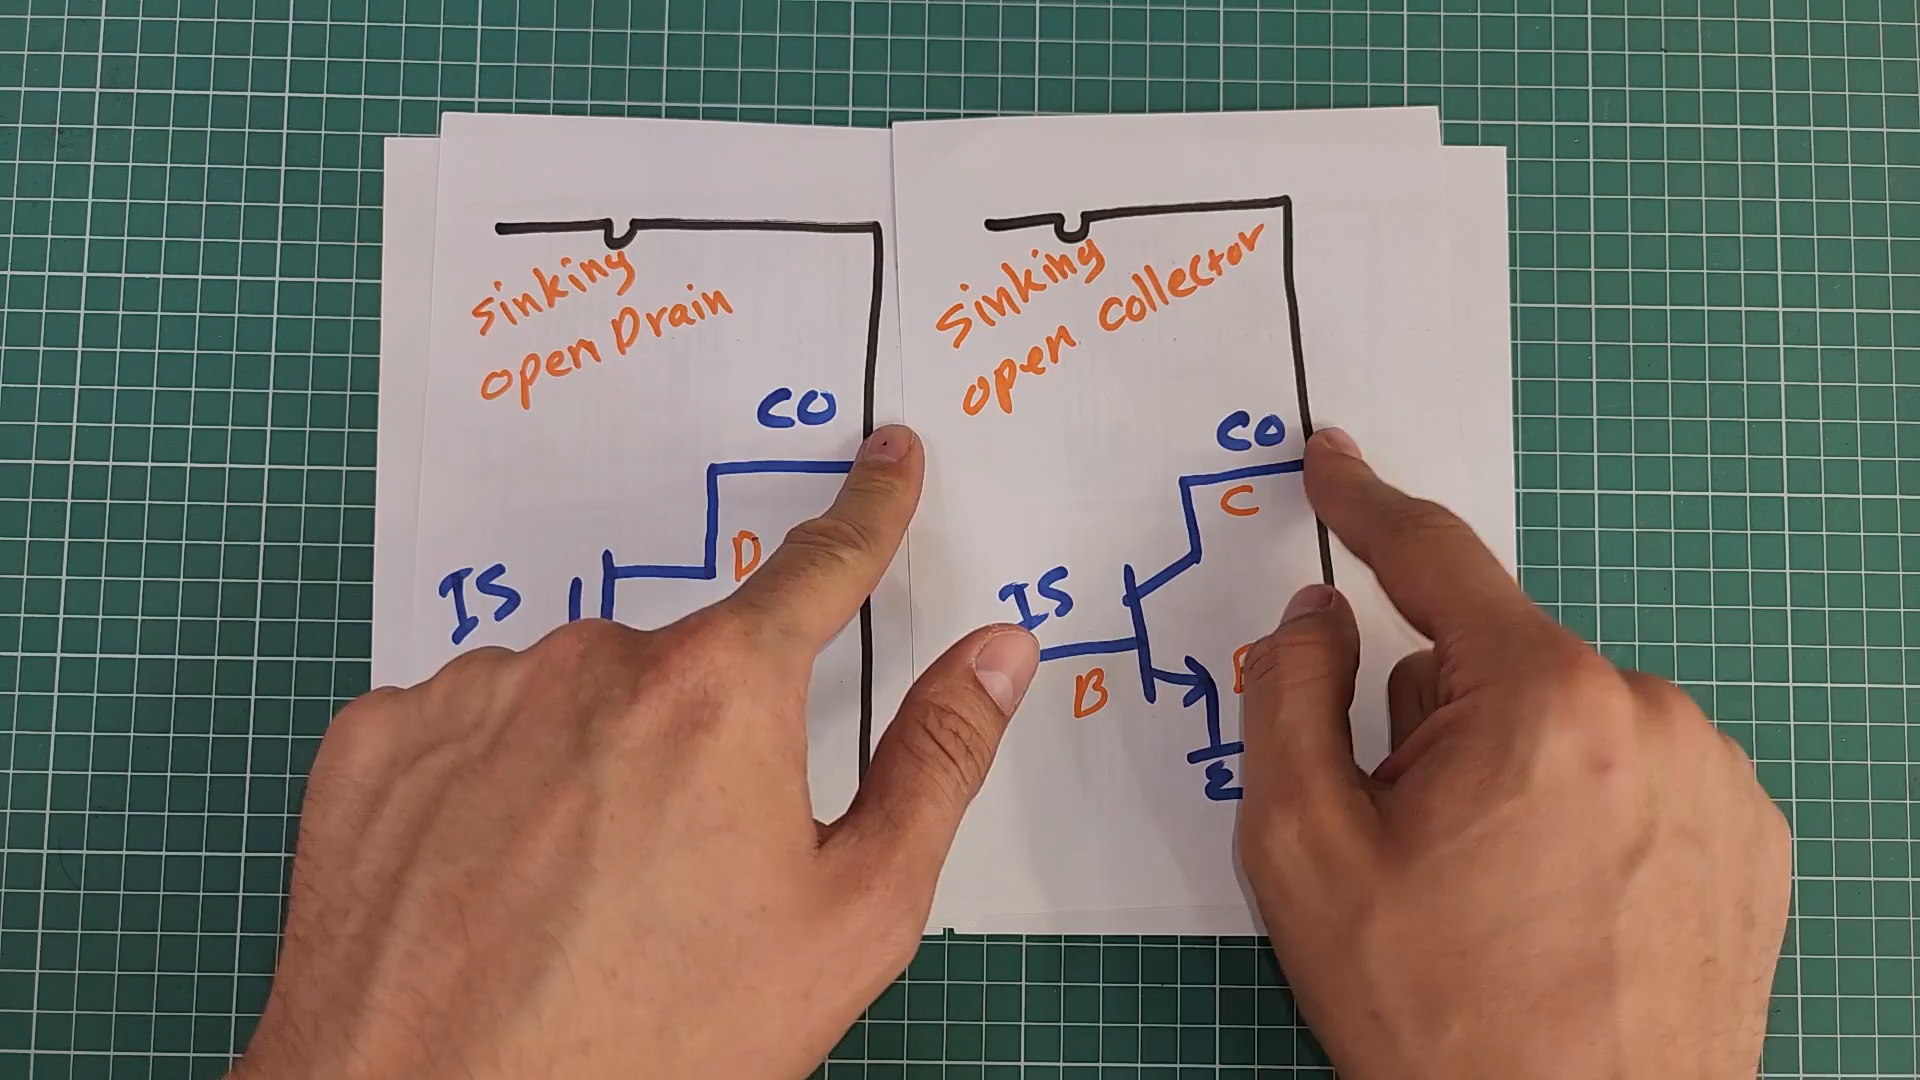 sinking
open Drain
CO
D
IS
sinking
open collector
CO
C
IS
B